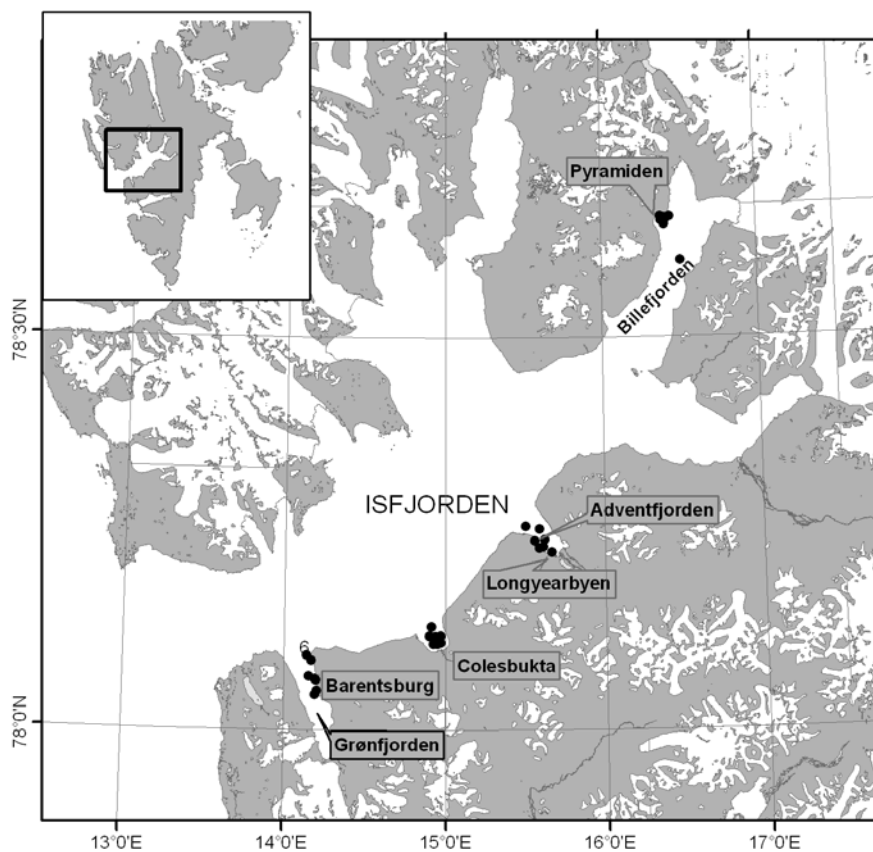 Pyramiden
Billefjorden
78°30'N
ISFJORDEN
Adventfjorden
Longyearbyen
6
Colesbukta
Barentsburg
78°0'N
Grønfjorden
13°0'E
14°0'E
15°0'E
16°0'E
17°0'E